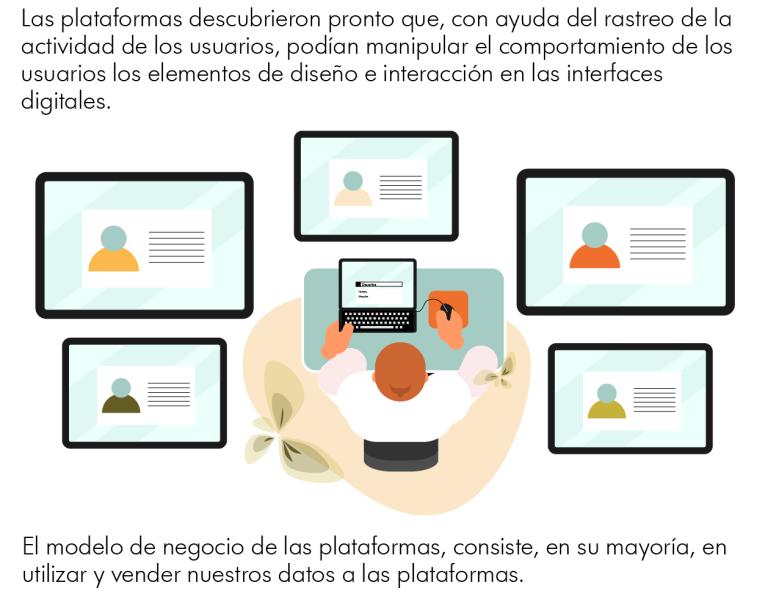 Las plataformas descubrieron pronto que, con ayuda del rastreo de la
actividad de los usuarios, podían manipular el comportamiento de los
usuarios los elementos de diseño e interacción en las interfaces
digitales.
El modelo de negocio de las plataformas, consiste, en su mayoría, en
utilizar y vender nuestros datos a las plataformas.